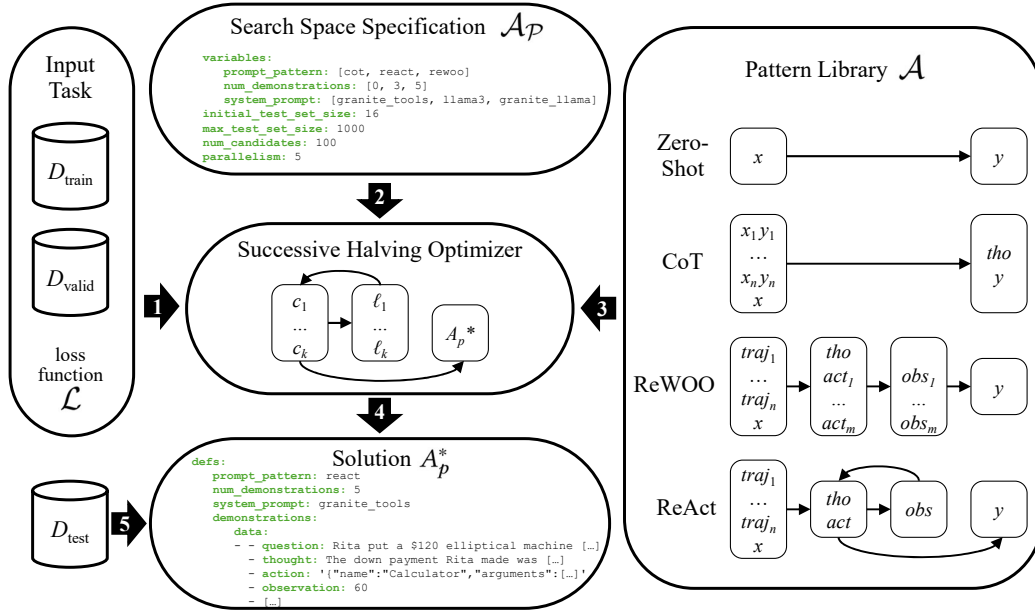 Input
Task
D_train
D_valid
loss
function
ℒ
D_test
Search Space Specification 𝒜_𝒫
variables:
prompt_pattern: [cot, react, rewoo]
num_demonstrations: [0, 3, 5]
system_prompt: [granite_tools, llama3, granite_llama]
initial_test_set_size: 16
max_test_set_size: 1000
num_candidates: 100
parallelism: 5
2
Successive Halving Optimizer
c_1
...
c_k
ℓ_1
...
ℓ_k
A_p*
1
3
4
Solution A_p^*
defs:
prompt_pattern: react
num_demonstrations: 5
system_prompt: granite_tools
demonstrations:
data:
- - question: Rita put a $120 elliptical machine […]
- thought: The down payment Rita made was […]
- action: '{"name":"Calculator","arguments":[…]'
- observation: 60
- […]
5
Pattern Library 𝒜
Zero-
Shot
x
y
CoT
x_1 y_1
...
x_n y_n
x
tho
y
ReWOO
traj_1
...
traj_n
x
tho
act_1
...
act_m
obs_1
...
obs_m
y
ReAct
traj_1
...
traj_n
x
tho
act
obs
y